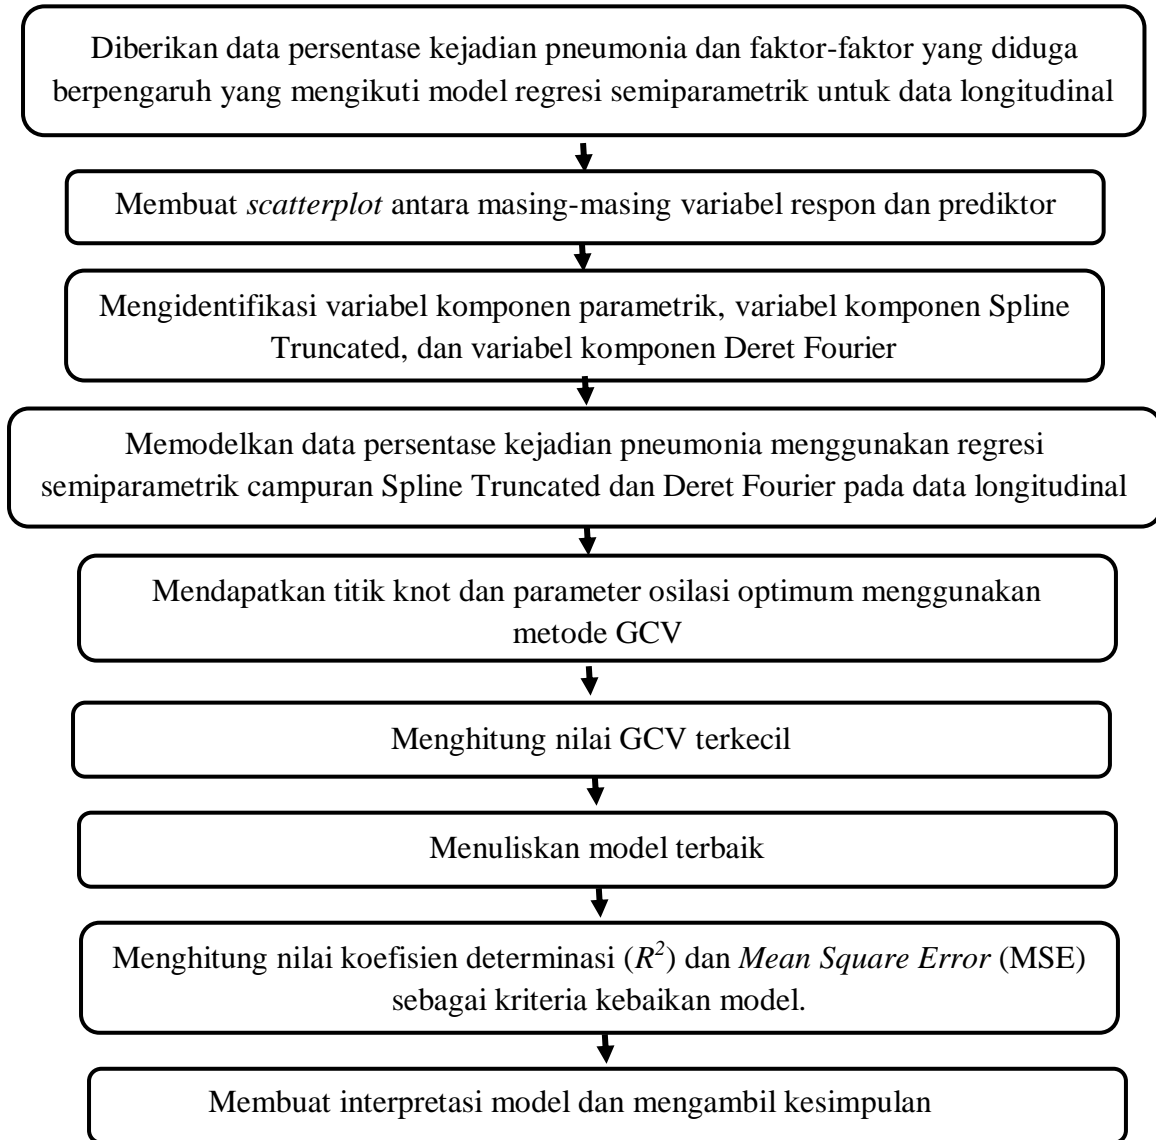 Diberikan data persentase kejadian pneumonia dan faktor-faktor yang diduga
berpengaruh yang mengikuti model regresi semiparametrik untuk data longitudinal
Membuat scatterplot antara masing-masing variabel respon dan prediktor
Mengidentifikasi variabel komponen parametrik, variabel komponen Spline
Truncated, dan variabel komponen Deret Fourier
Memodelkan data persentase kejadian pneumonia menggunakan regresi
semiparametrik campuran Spline Truncated dan Deret Fourier pada data longitudinal
Mendapatkan titik knot dan parameter osilasi optimum menggunakan
metode GCV
Menghitung nilai GCV terkecil
Menuliskan model terbaik
Menghitung nilai koefisien determinasi (R²) dan Mean Square Error (MSE)
sebagai kriteria kebaikan model.
Membuat interpretasi model dan mengambil kesimpulan